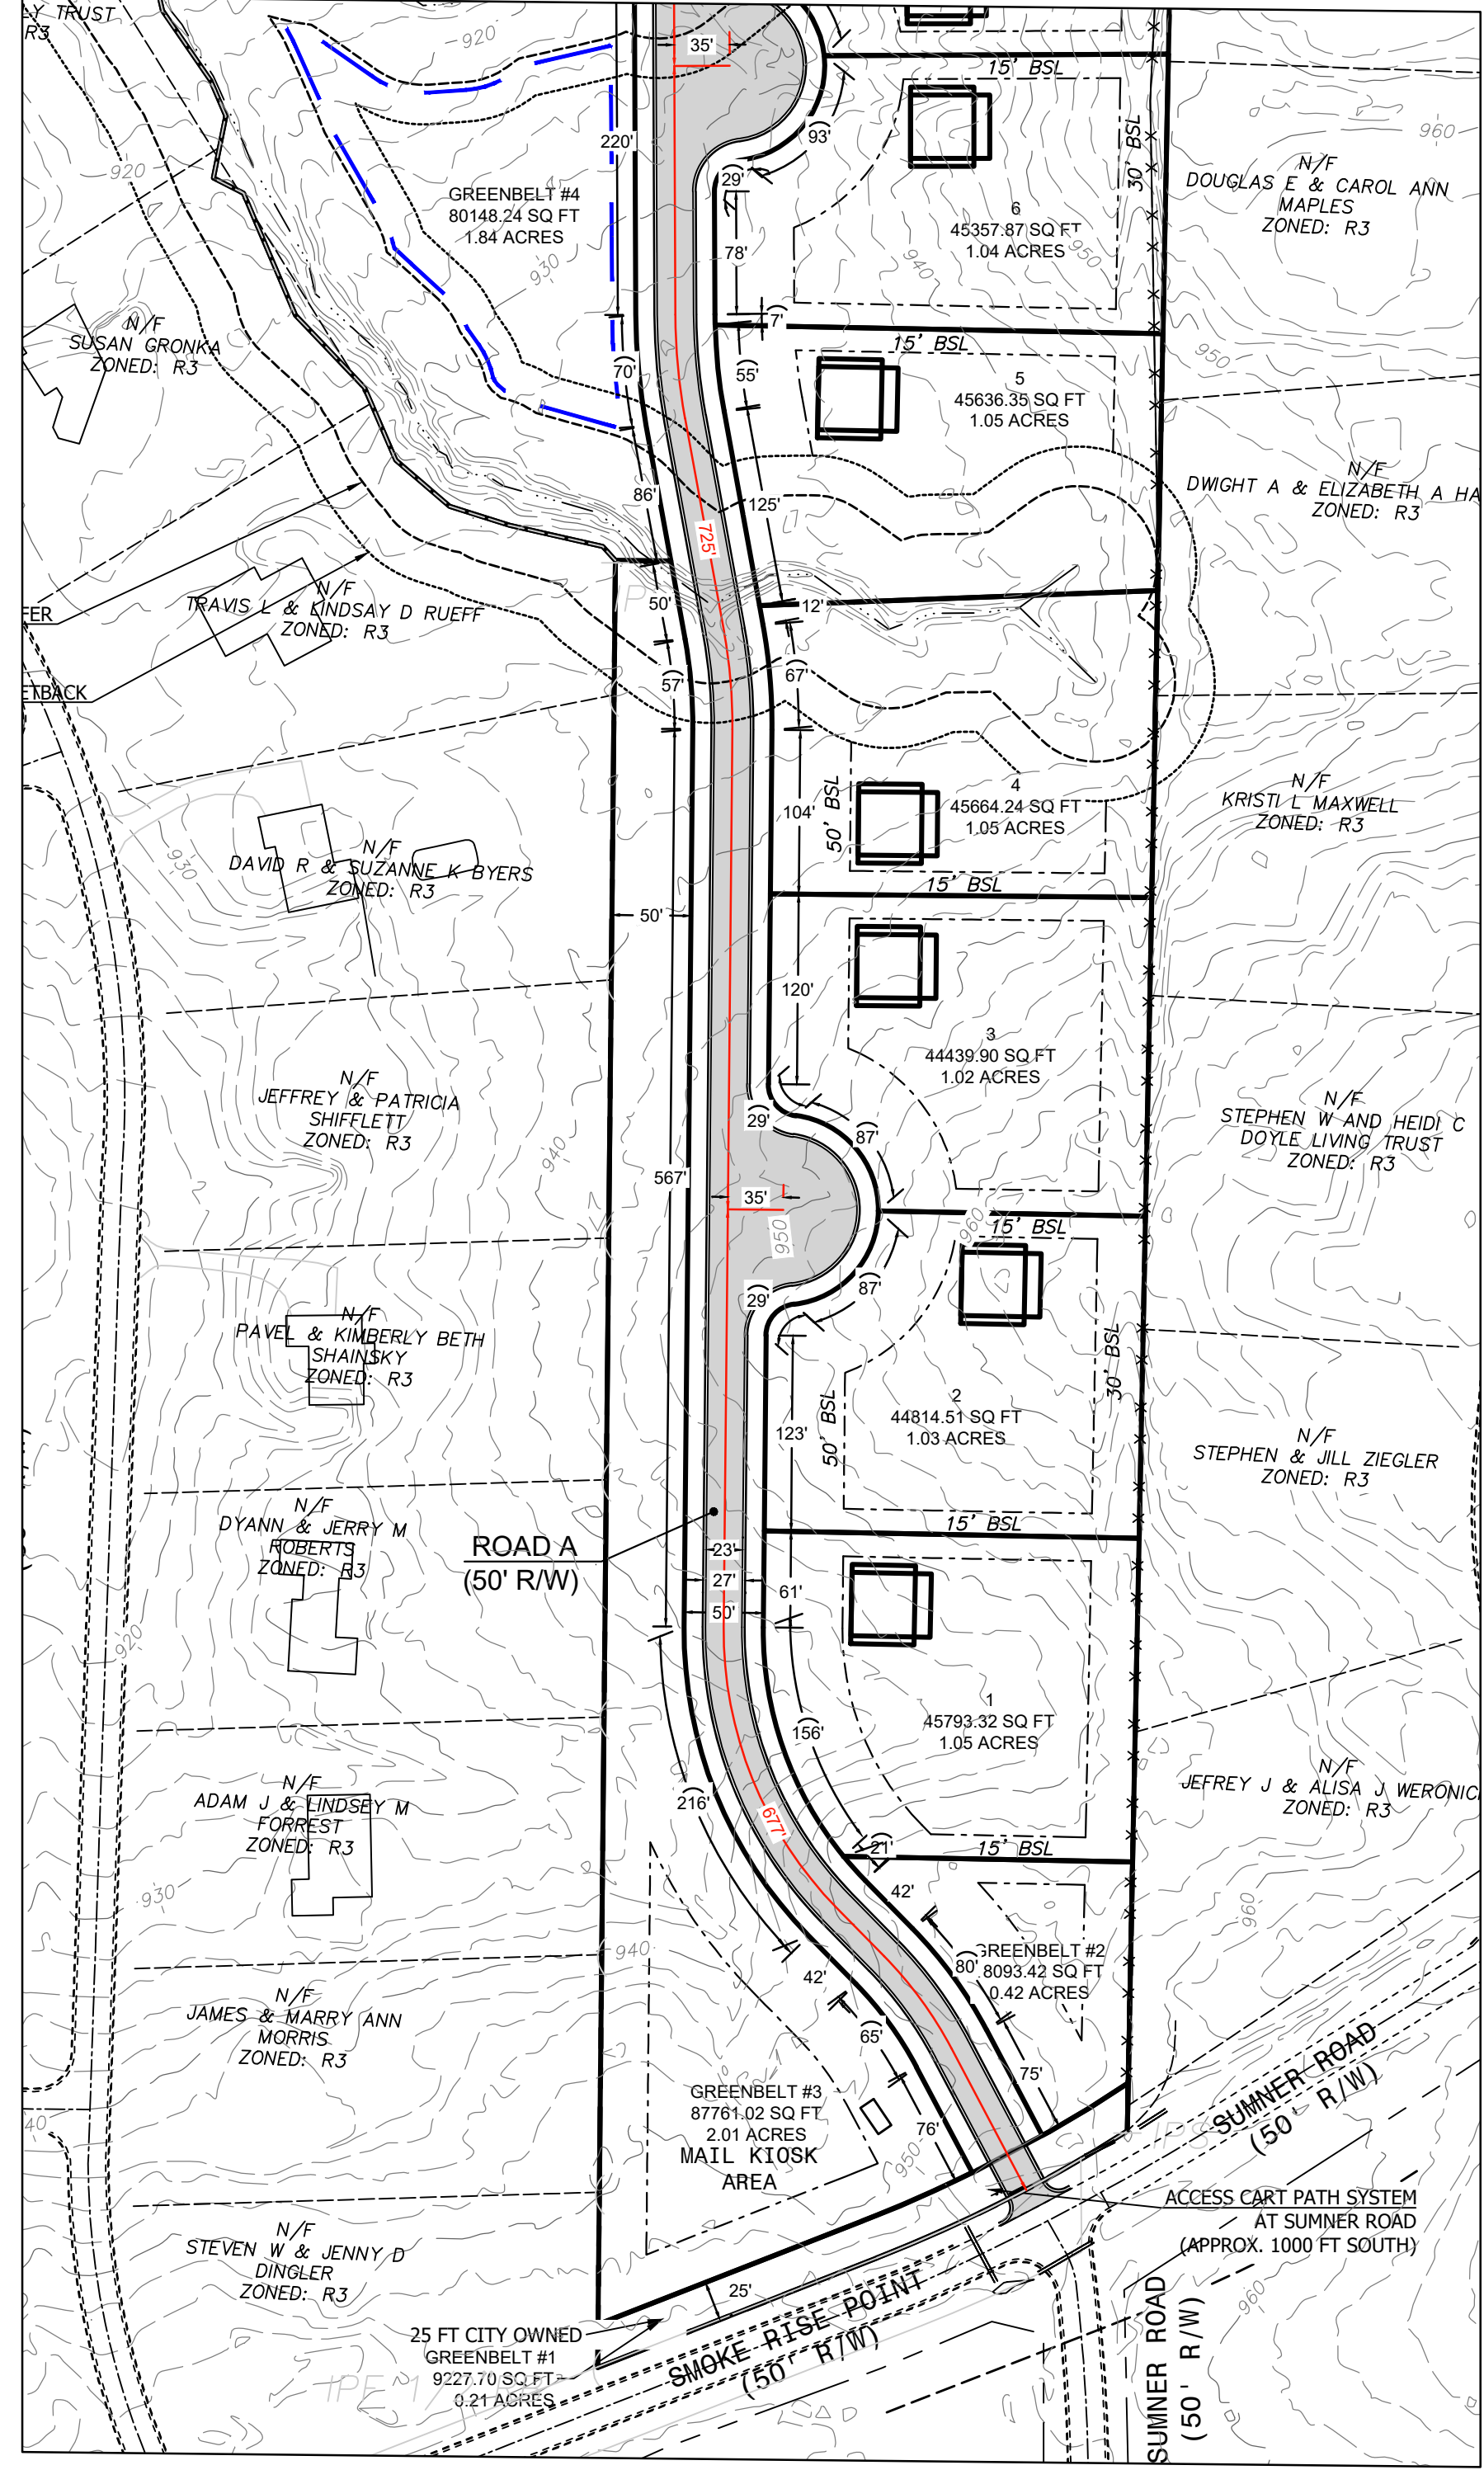 Y TRUST
R3
920
35'
15' BSL
220'
93'
30' BSL
960
N/F
DOUGLAS E & CAROL ANN
MAPLES
ZONED: R3
920
29'
GREENBELT #4
80148.24 SQ FT
1.84 ACRES
6
45357.87 SQ FT
1.04 ACRES
930
78'
940
950
7'
N/F
SUSAN GRONKA
ZONED: R3
15' BSL
950
70'
55'
5
45636.35 SQ FT
1.05 ACRES
N/F
DWIGHT A & ELIZABETH A HA
ZONED: R3
86'
125'
725'
N/F
TRAVIS L & LINDSAY D RUEFF
ZONED: R3
FER
50'
12'
ETBACK
57'
67'
50' BSL
104'
4
45664.24 SQ FT
1.05 ACRES
N/F
KRISTI L MAXWELL
ZONED: R3
930
N/F
DAVID R & SUZANNE K BYERS
ZONED: R3
15' BSL
50'
120'
3
44439.90 SQ FT
1.02 ACRES
N/F
JEFFREY & PATRICIA
SHIFFLETT
ZONED: R3
N/F
STEPHEN W AND HEIDI C
DOYLE LIVING TRUST
ZONED: R3
29'
87'
940
567'
35'
950
960
15' BSL
29'
87'
N/F
PAVEL & KIMBERLY BETH
SHAINSKY
ZONED: R3
30' BSL
50' BSL
123'
2
44814.51 SQ FT
1.03 ACRES
N/F
STEPHEN & JILL ZIEGLER
ZONED: R3
N/F
DYANN & JERRY M
ROBERTS
ZONED: R3
15' BSL
ROAD A
(50' R/W)
23'
27'
61'
50'
920
1
45793.32 SQ FT
1.05 ACRES
156'
N/F
JEFREY J & ALISA J WERONIC
ZONED: R3
N/F
ADAM J & LINDSEY M
FORREST
ZONED: R3
216'
677'
21'
15' BSL
930
42'
960
940
GREENBELT #2
8093.42 SQ FT
0.42 ACRES
80'
42'
N/F
JAMES & MARRY ANN
MORRIS
ZONED: R3
65'
75'
SUMNER ROAD
(50' R/W)
40
GREENBELT #3
87761.02 SQ FT
2.01 ACRES
MAIL KIOSK
AREA
76'
950
IPS
ACCESS CART PATH SYSTEM
AT SUMNER ROAD
(APPROX. 1000 FT SOUTH)
N/F
STEVEN W & JENNY D
DINGLER
ZONED: R3
25'
SMOKE RISE POINT
(50' R/W)
SUMNER ROAD
(50' R/W)
960
25 FT CITY OWNED
GREENBELT #1
9227.70 SQ FT
0.21 ACRES
IPF